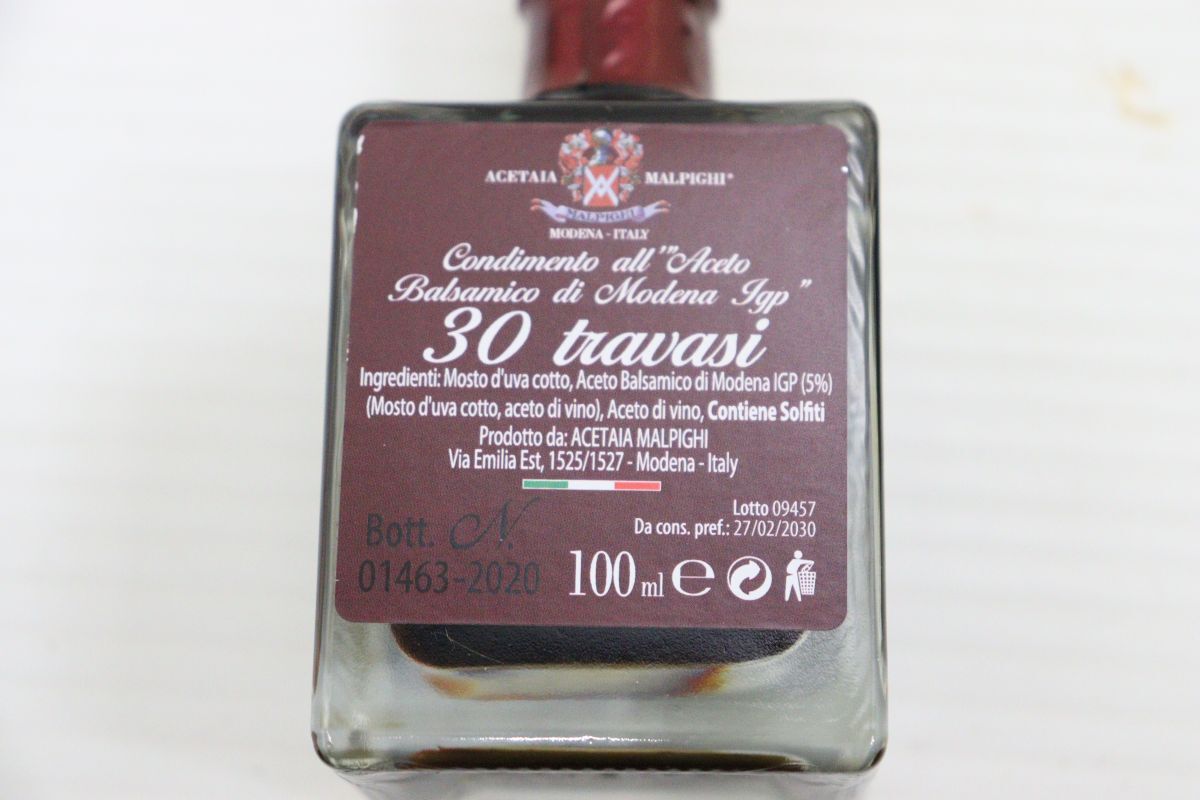 ACETAIA MALPIGHI®
MALPIGHI
MODENA - ITALY
Condimento all'"Aceto
Balsamico di Modena Igp"
30 travasi
Ingredienti: Mosto d'uva cotto, Aceto Balsamico di Modena IGP (5%)
(Mosto d'uva cotto, aceto di vino), Aceto di vino, Contiene Solfiti
Prodotto da: ACETAIA MALPIGHI
Via Emilia Est, 1525/1527 - Modena - Italy
Lotto 09457
Da cons. pref.: 27/02/2030
Bott. N.
01463-2020
100 ml ℮